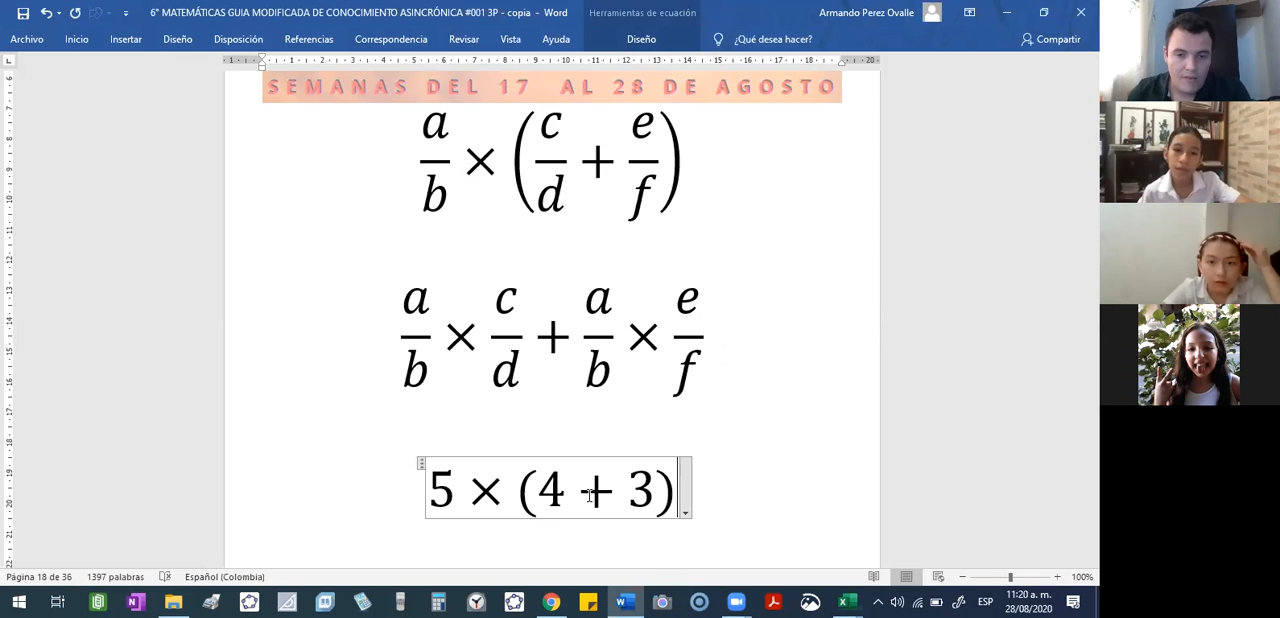 6° MATEMÁTICAS GUIA MODIFICADA DE CONOCIMIENTO ASINCRÓNICA #001 3P - copia - Word
Herramientas de ecuación
Armando Perez Ovalle
Archivo Inicio Insertar Diseño Disposición Referencias Correspondencia Revisar Vista Ayuda Diseño ¿Qué desea hacer? Compartir
SEMANAS DEL 17 AL 28 DE AGOSTO
a/b × (c/d + e/f)
a/b × c/d + a/b × e/f
5 × (4 + 3)
Página 18 de 36 1397 palabras Español (Colombia) 100%
ESP
11:20 a. m.
28/08/2020